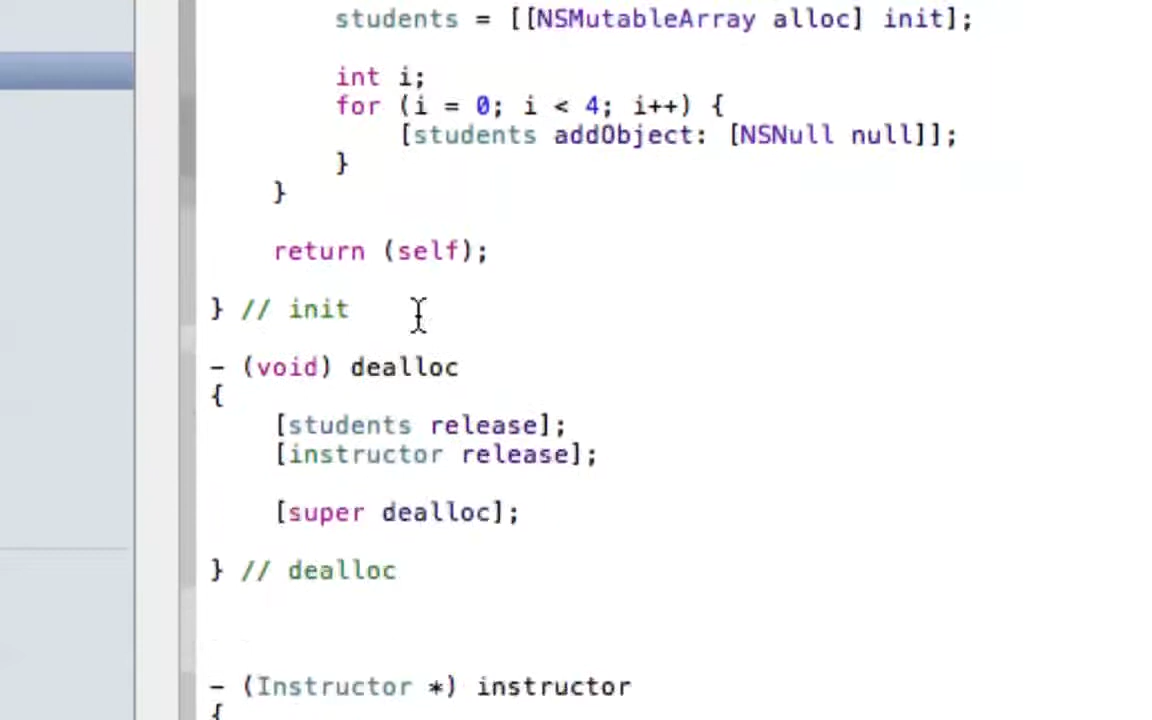 students = [[NSMutableArray alloc] init];
int i;
for (i = 0; i < 4; i++) {
[students addObject: [NSNull null]];
}
}
return (self);
} // init
- (void) dealloc
{
[students release];
[instructor release];
[super dealloc];
} // dealloc
- (Instructor *) instructor
{